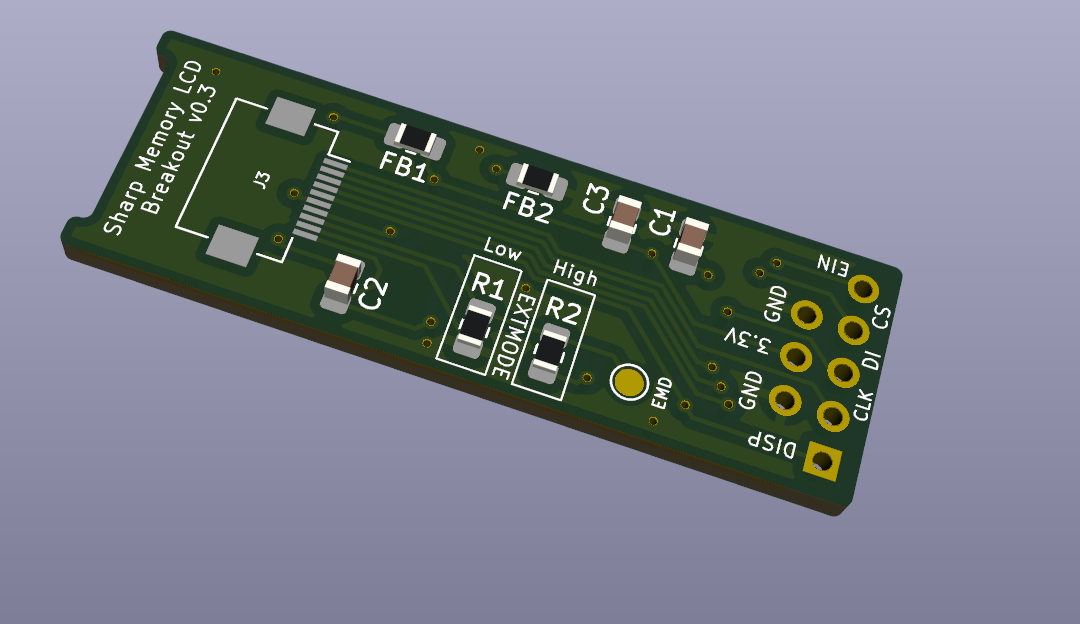 Sharp Memory LCD
Breakout v0.3
J3
FB1
FB2
C3
C1
C2
Low
R1
EXTMODE
High
R2
EMD
EIN
GND
CS
3.3V
DI
GND
CLK
DISP